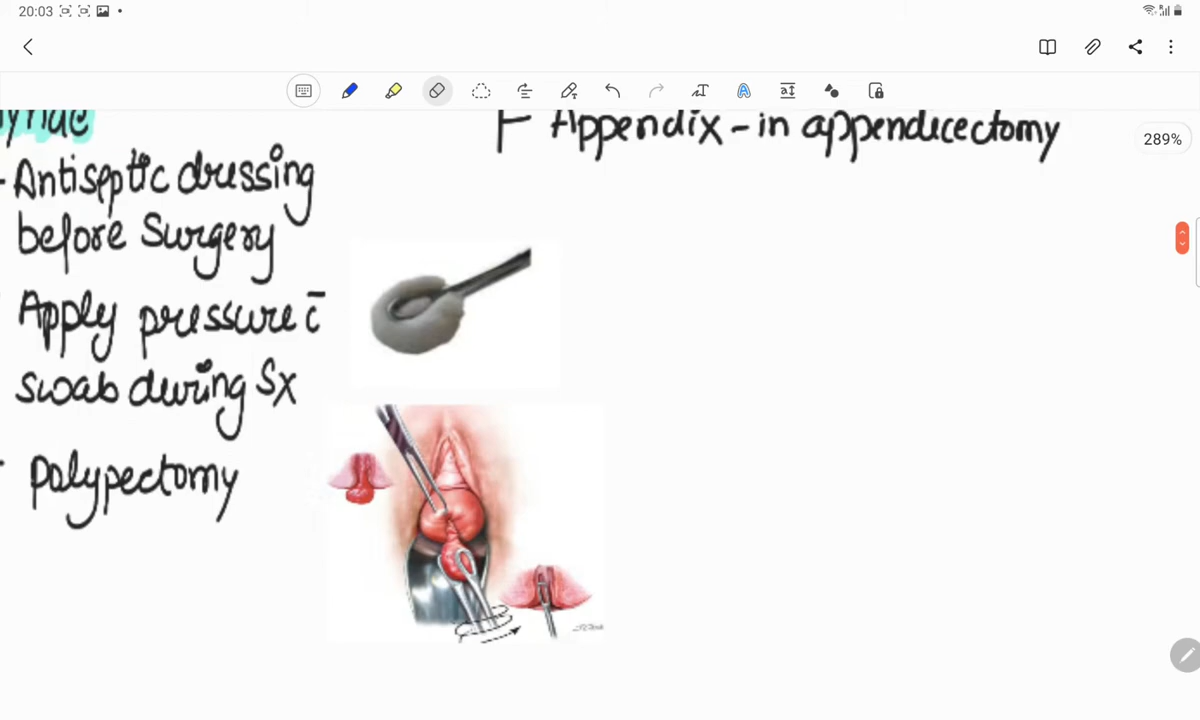 20:03
289%
Appendix - in appendicectomy
- Antiseptic dressing
before Surgery
Apply pressure c̄
swab during Sx
- Polypectomy